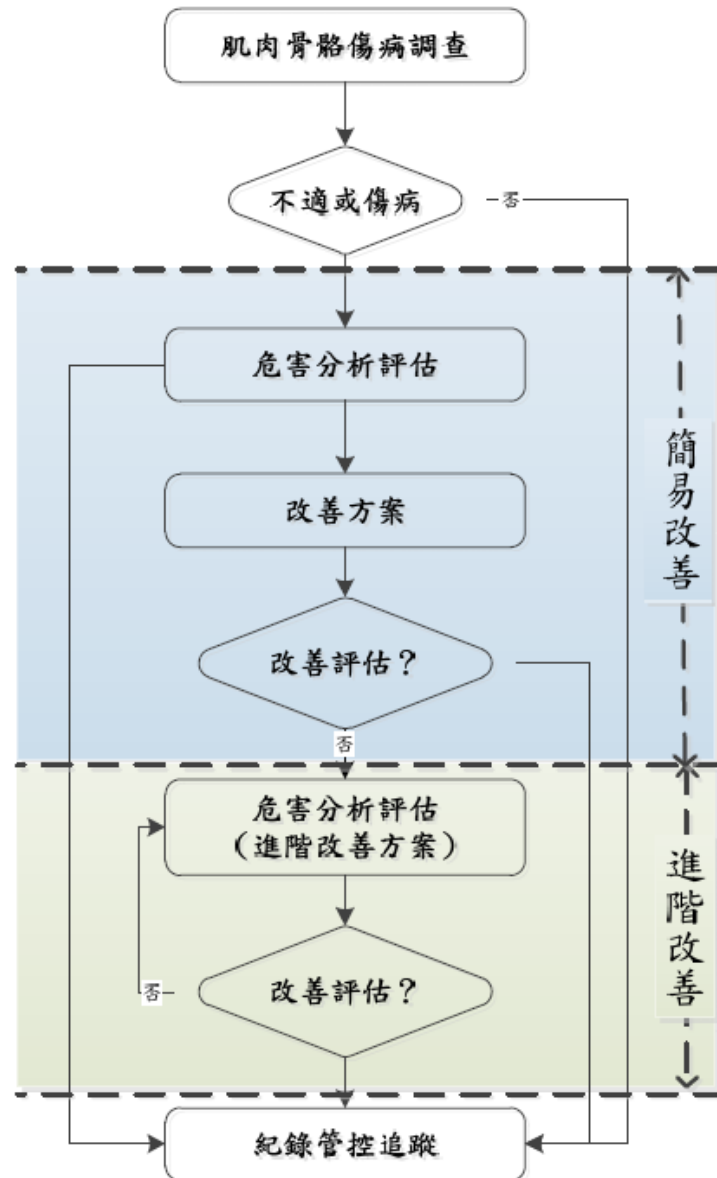 肌肉骨骼傷病調查
不適或傷病
否
危害分析評估
簡易改善
改善方案
改善評估？
否
危害分析評估
（進階改善方案）
進階改善
否
改善評估？
紀錄管控追蹤